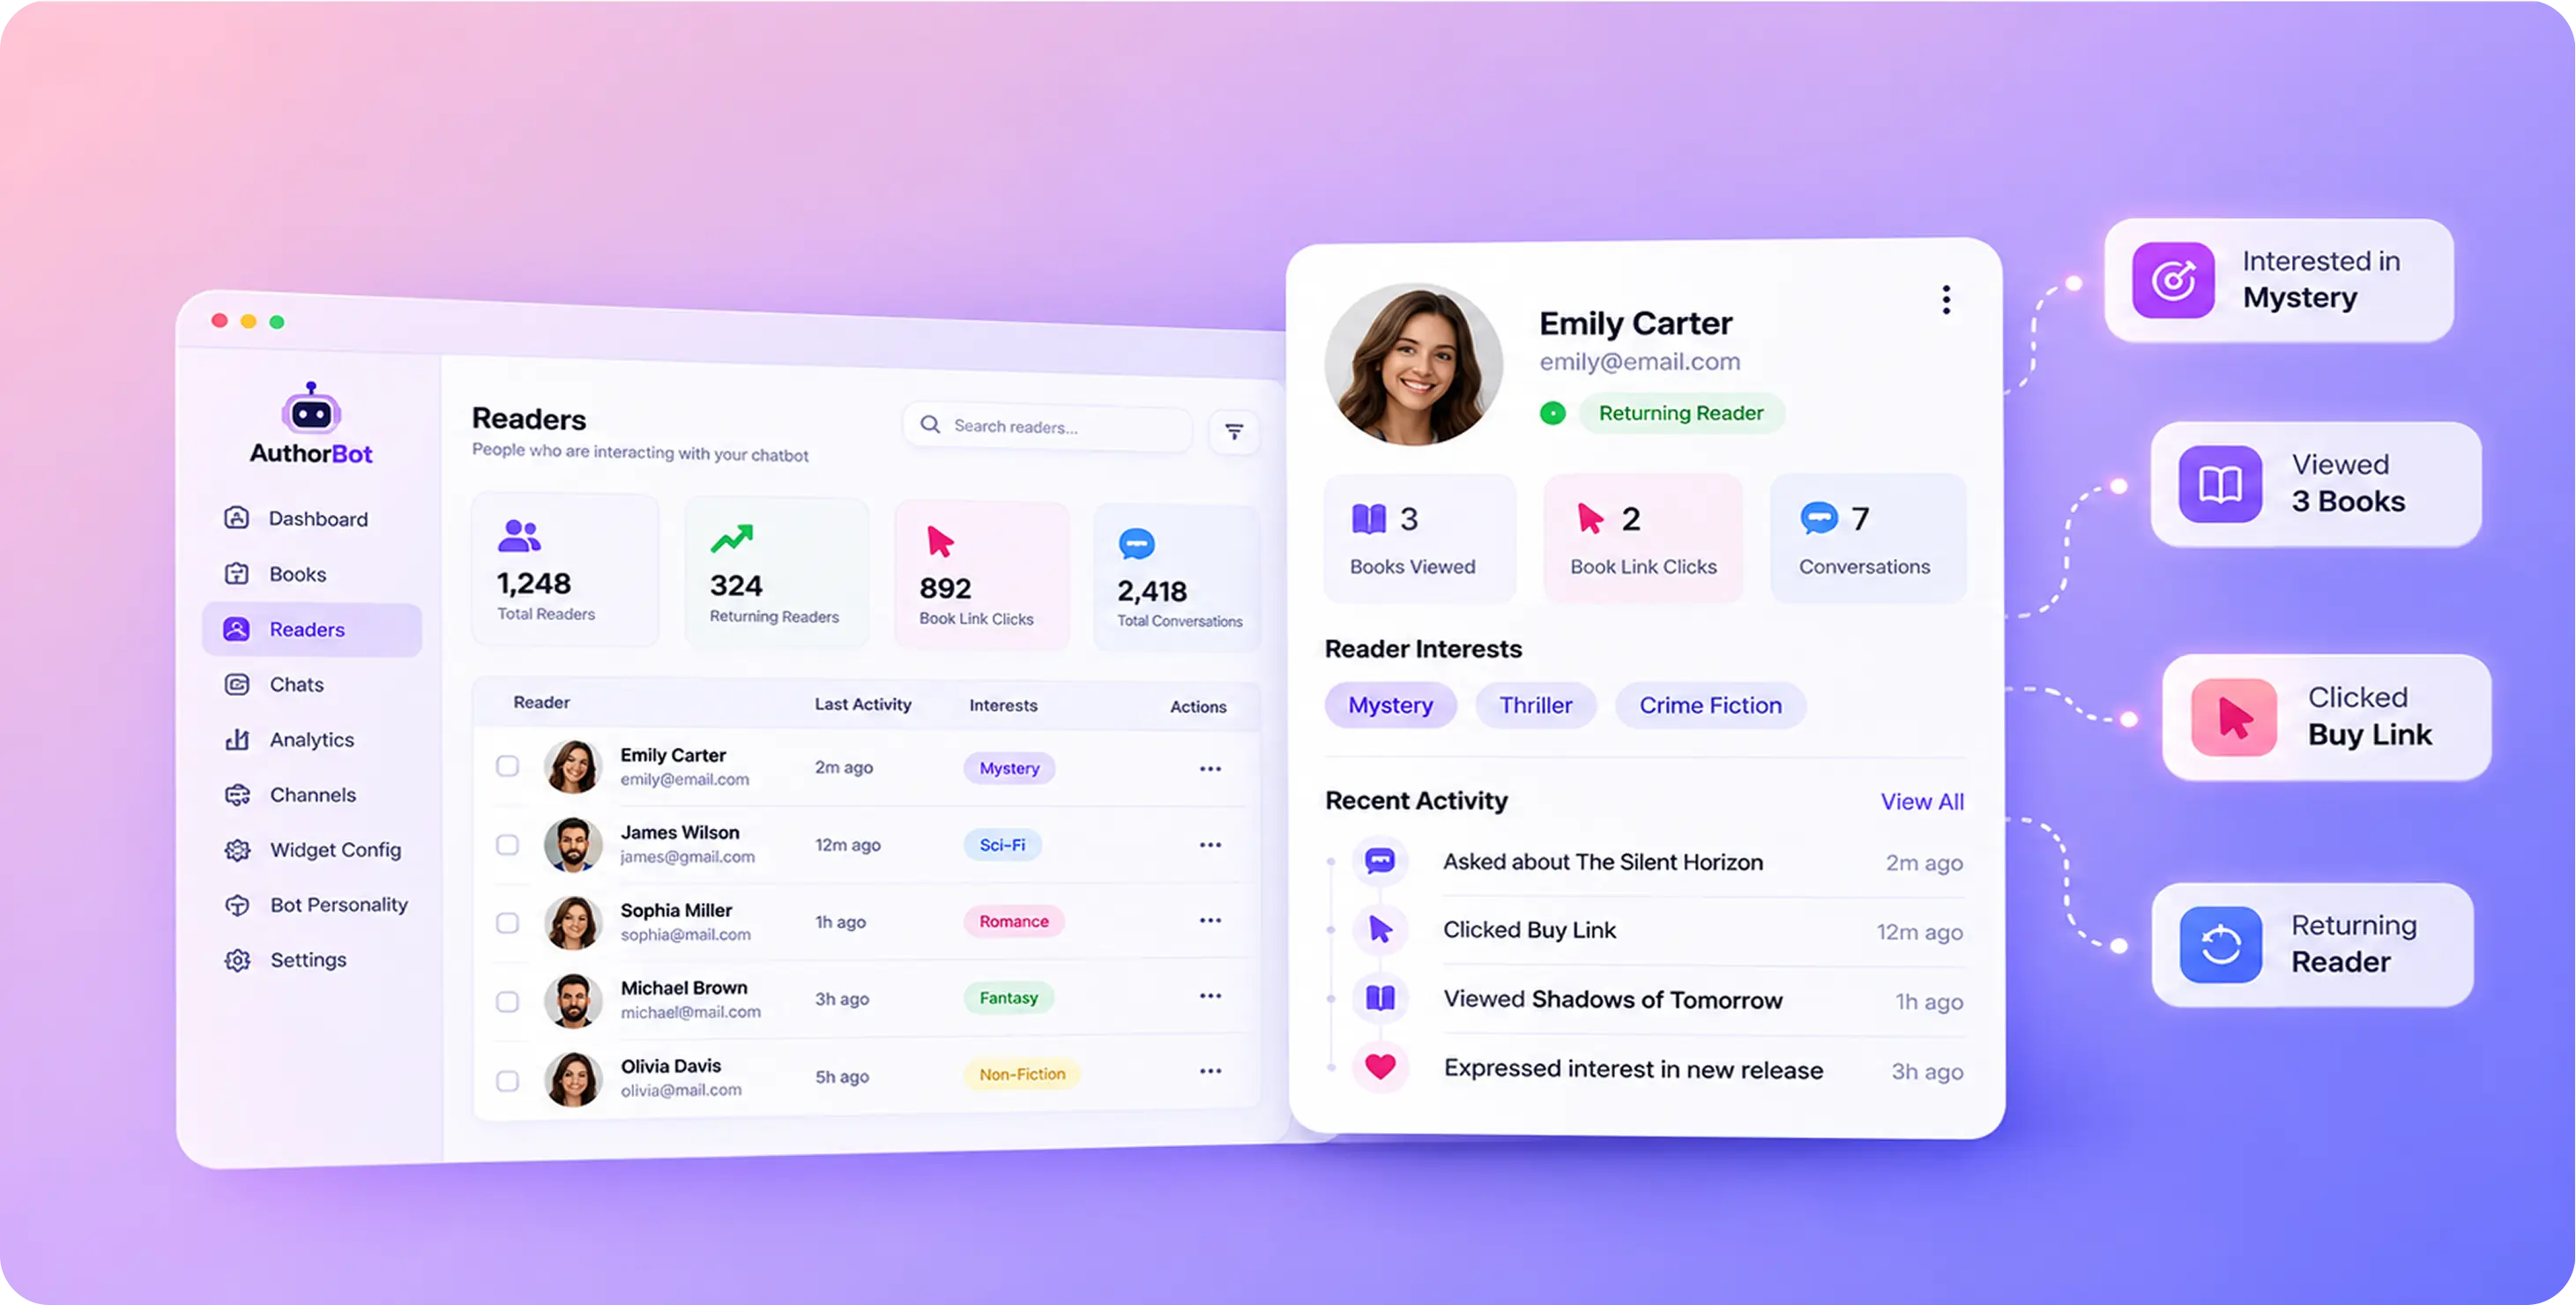 AuthorBot
Dashboard
Books
Readers
Chats
Analytics
Channels
Widget Config
Bot Personality
Settings
Readers
People who are interacting with your chatbot
Search readers...
1,248
Total Readers
324
Returning Readers
892
Book Link Clicks
2,418
Total Conversations
Reader Last Activity Interests Actions
Emily Carter
emily@email.com
2m ago
Mystery
James Wilson
james@gmail.com
12m ago
Sci-Fi
Sophia Miller
sophia@mail.com
1h ago
Romance
Michael Brown
michael@mail.com
3h ago
Fantasy
Olivia Davis
olivia@mail.com
5h ago
Non-Fiction
Emily Carter
emily@email.com
Returning Reader
3
Books Viewed
2
Book Link Clicks
7
Conversations
Reader Interests
Mystery Thriller Crime Fiction
Recent Activity View All
Asked about The Silent Horizon 2m ago
Clicked Buy Link 12m ago
Viewed Shadows of Tomorrow 1h ago
Expressed interest in new release 3h ago
Interested in
Mystery
Viewed
3 Books
Clicked
Buy Link
Returning
Reader